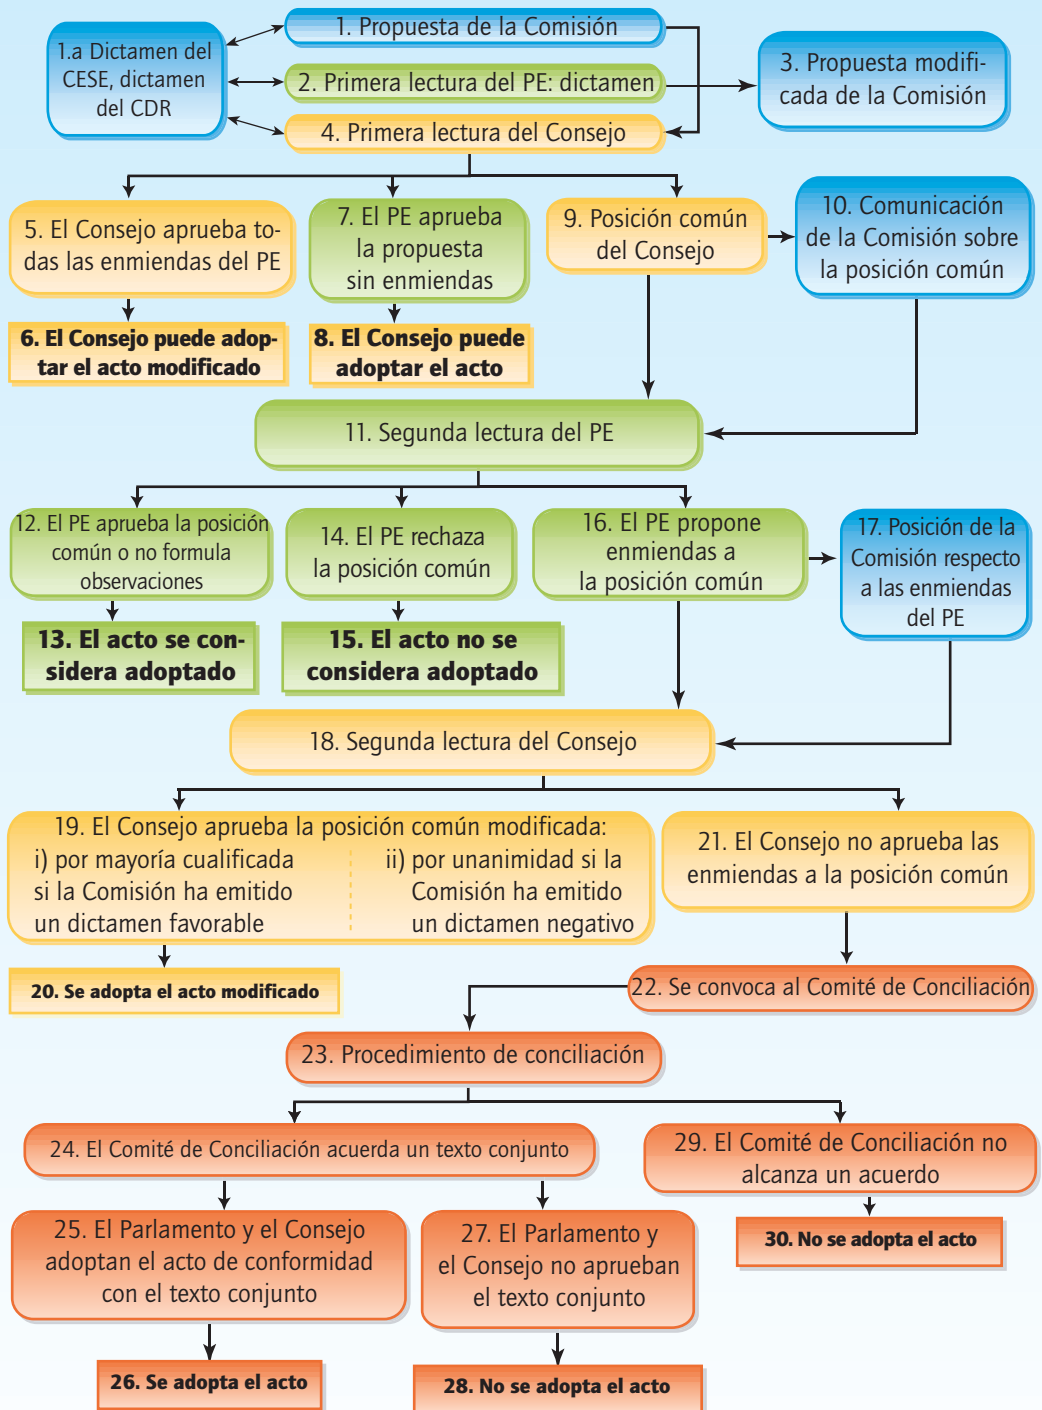 1. Propuesta de la Comisión
1.a Dictamen del
CESE, dictamen
del CDR
2. Primera lectura del PE: dictamen
3. Propuesta modifi-
cada de la Comisión
4. Primera lectura del Consejo
5. El Consejo aprueba to-
das las enmiendas del PE
6. El Consejo puede adop-
tar el acto modificado
7. El PE aprueba
la propuesta
sin enmiendas
8. El Consejo puede
adoptar el acto
9. Posición común
del Consejo
10. Comunicación
de la Comisión sobre
la posición común
11. Segunda lectura del PE
12. El PE aprueba la posición
común o no formula
observaciones
13. El acto se con-
sidera adoptado
14. El PE rechaza
la posición común
15. El acto no se
considera adoptado
16. El PE propone
enmiendas a
la posición común
17. Posición de la
Comisión respecto
a las enmiendas
del PE
18. Segunda lectura del Consejo
19. El Consejo aprueba la posición común modificada:
i) por mayoría cualificada
si la Comisión ha emitido
un dictamen favorable
ii) por unanimidad si la
Comisión ha emitido
un dictamen negativo
20. Se adopta el acto modificado
21. El Consejo no aprueba las
enmiendas a la posición común
22. Se convoca al Comité de Conciliación
23. Procedimiento de conciliación
24. El Comité de Conciliación acuerda un texto conjunto
25. El Parlamento y el Consejo
adoptan el acto de conformidad
con el texto conjunto
26. Se adopta el acto
27. El Parlamento y
el Consejo no aprueban
el texto conjunto
28. No se adopta el acto
29. El Comité de Conciliación no
alcanza un acuerdo
30. No se adopta el acto